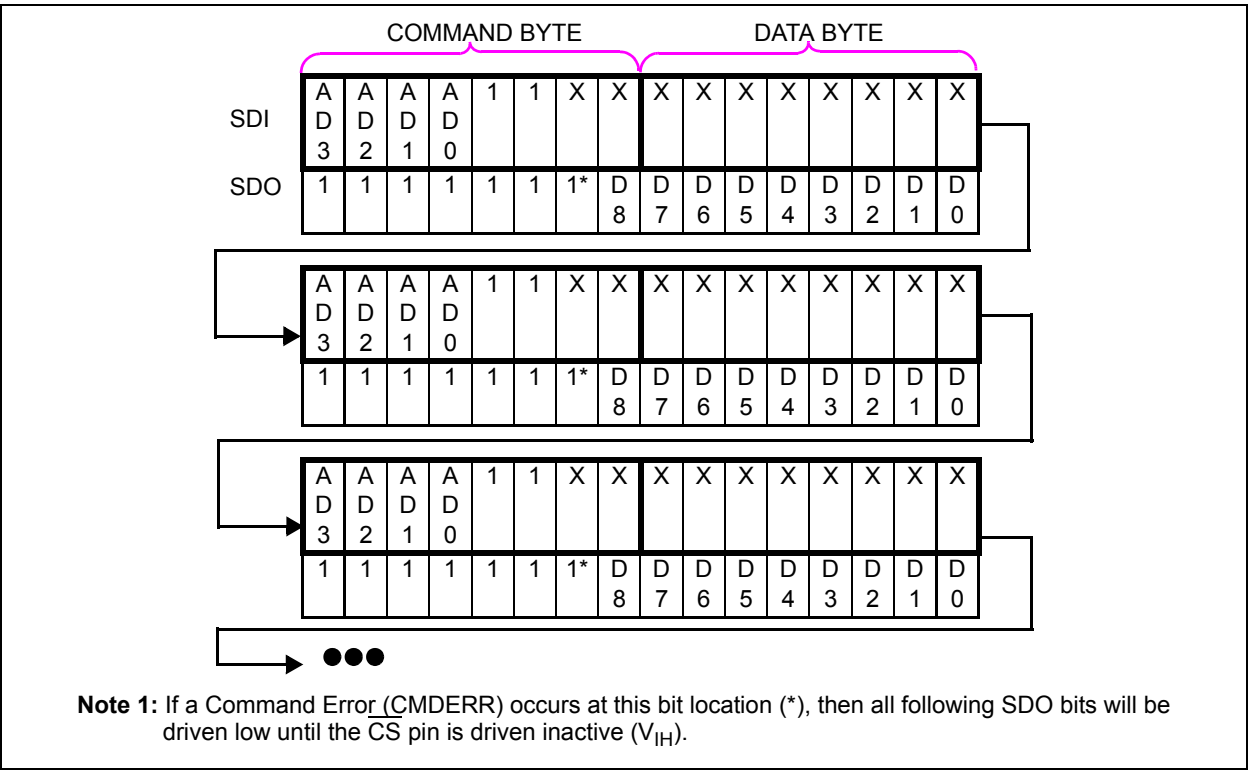 COMMAND BYTE DATA BYTE
SDI
A A A A 1 1 X X X X X X X X X X
D D D D
3 2 1 0
SDO 1 1 1 1 1 1 1* D D D D D D D D D
8 7 6 5 4 3 2 1 0
A A A A 1 1 X X X X X X X X X X
D D D D
3 2 1 0
1 1 1 1 1 1 1* D D D D D D D D D
8 7 6 5 4 3 2 1 0
A A A A 1 1 X X X X X X X X X X
D D D D
3 2 1 0
1 1 1 1 1 1 1* D D D D D D D D D
8 7 6 5 4 3 2 1 0
Note 1: If a Command Error (CMDERR) occurs at this bit location (*), then all following SDO bits will be
driven low until the CS pin is driven inactive (VIH).